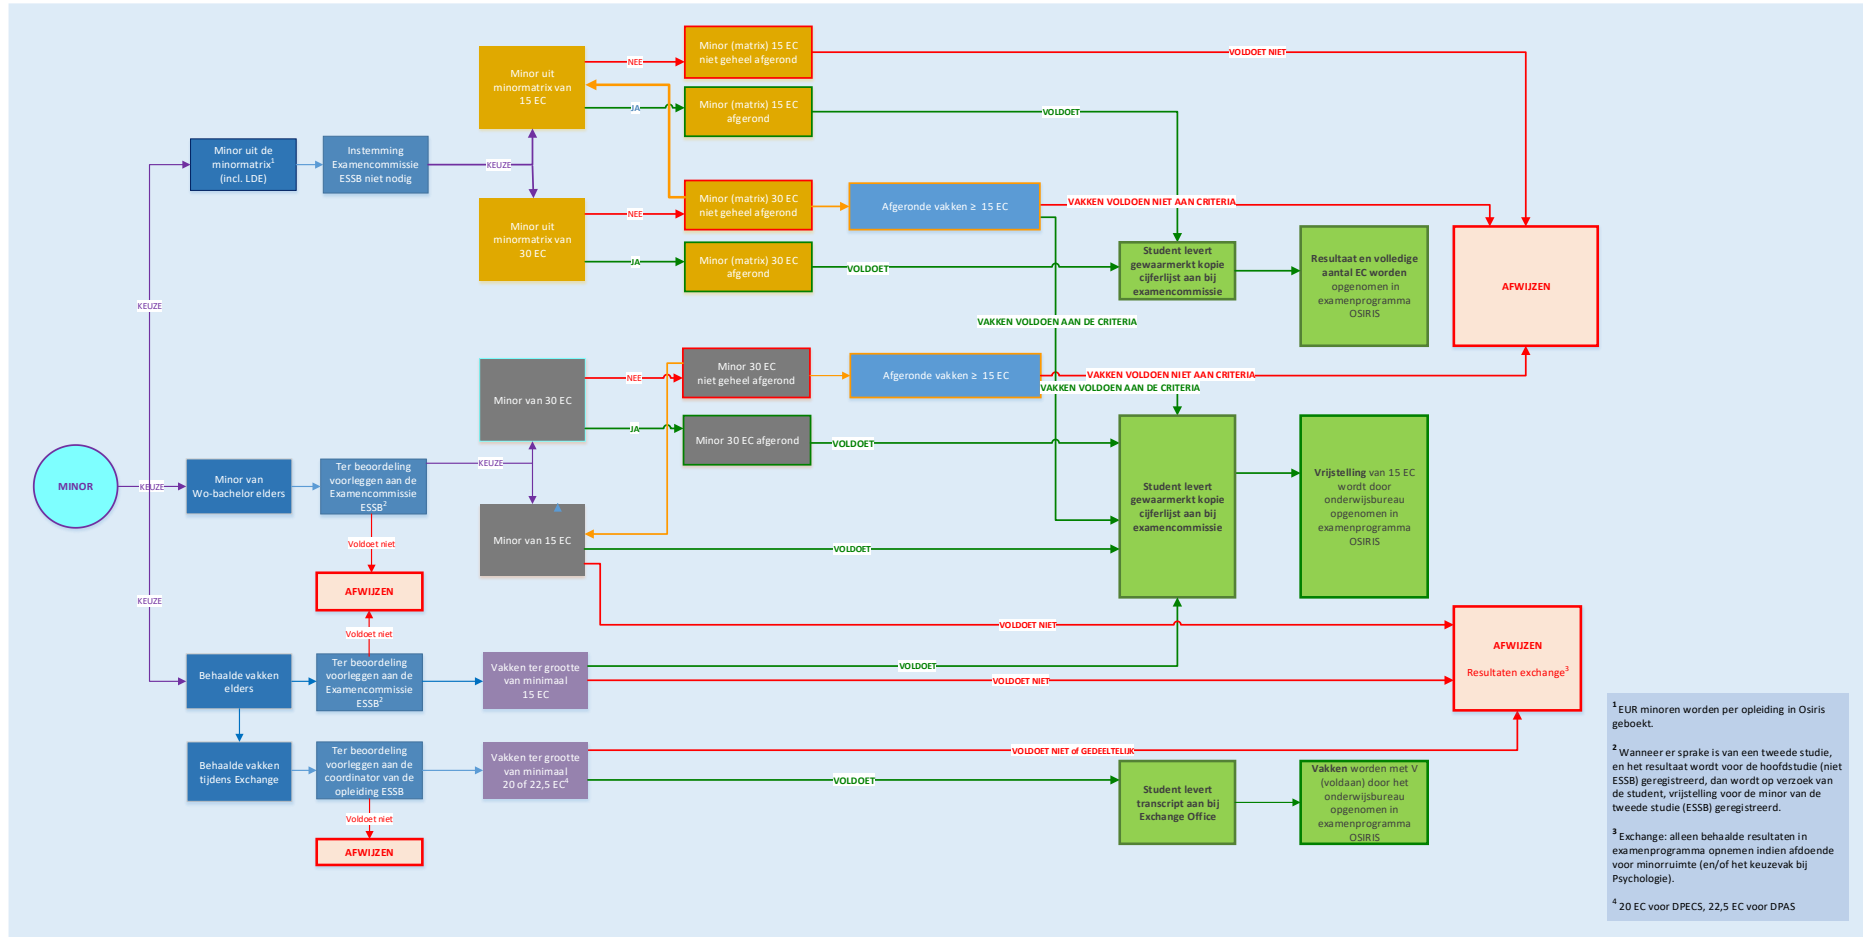 MINOR
KEUZE
KEUZE
KEUZE
Minor uit de
minormatrix1
(incl. LDE)
Instemming
Examencommissie
ESSB niet nodig
KEUZE
Minor uit
minormatrix van
15 EC
NEE
JA
Minor (matrix) 15 EC
niet geheel afgerond
VOLDOET NIET
Minor (matrix) 15 EC
afgerond
VOLDOET
Minor uit
minormatrix van
30 EC
NEE
JA
Minor (matrix) 30 EC
niet geheel afgerond
Afgeronde vakken ≥ 15 EC
VAKKEN VOLDOEN NIET AAN CRITERIA
Minor (matrix) 30 EC
afgerond
VOLDOET
Student levert
gewaarmerkt kopie
cijferlijst aan bij
examencommissie
Resultaat en volledige
aantal EC worden
opgenomen in
examenprogramma
OSIRIS
AFWIJZEN
VAKKEN VOLDOEN AAN DE CRITERIA
Minor van
Wo-bachelor elders
Ter beoordeling
voorleggen aan de
Examencommissie
ESSB2
KEUZE
Voldoet niet
AFWIJZEN
Voldoet niet
Minor van 30 EC
NEE
JA
Minor 30 EC
niet geheel afgerond
Afgeronde vakken ≥ 15 EC
VAKKEN VOLDOEN NIET AAN CRITERIA
VAKKEN VOLDOEN AAN DE CRITERIA
Minor 30 EC afgerond
VOLDOET
Minor van 15 EC
VOLDOET
VOLDOET NIET
Student levert
gewaarmerkt kopie
cijferlijst aan bij
examencommissie
Vrijstelling van 15 EC
wordt door
onderwijsbureau
opgenomen in
examenprogramma
OSIRIS
Behaalde vakken
elders
Ter beoordeling
voorleggen aan de
Examencommissie
ESSB2
Vakken ter grootte
van minimaal
15 EC
VOLDOET
VOLDOET NIET
AFWIJZEN
Resultaten exchange3
Behaalde vakken
tijdens Exchange
Ter beoordeling
voorleggen aan de
coordinator van de
opleiding ESSB
Voldoet niet
AFWIJZEN
Vakken ter grootte
van minimaal
20 of 22,5 EC4
VOLDOET NIET of GEDEELTELIJK
VOLDOET
Student levert
transcript aan bij
Exchange Office
Vakken worden met V
(voldaan) door het
onderwijsbureau
opgenomen in
examenprogramma
OSIRIS
1 EUR minoren worden per opleiding in Osiris
geboekt.
2 Wanneer er sprake is van een tweede studie,
en het resultaat wordt voor de hoofdstudie (niet
ESSB) geregistreerd, dan wordt op verzoek van
de student, vrijstelling voor de minor van de
tweede studie (ESSB) geregistreerd.
3 Exchange: alleen behaalde resultaten in
examenprogramma opnemen indien afdoende
voor minorruimte (en/of het keuzevak bij
Psychologie).
4 20 EC voor DPECS, 22,5 EC voor DPAS